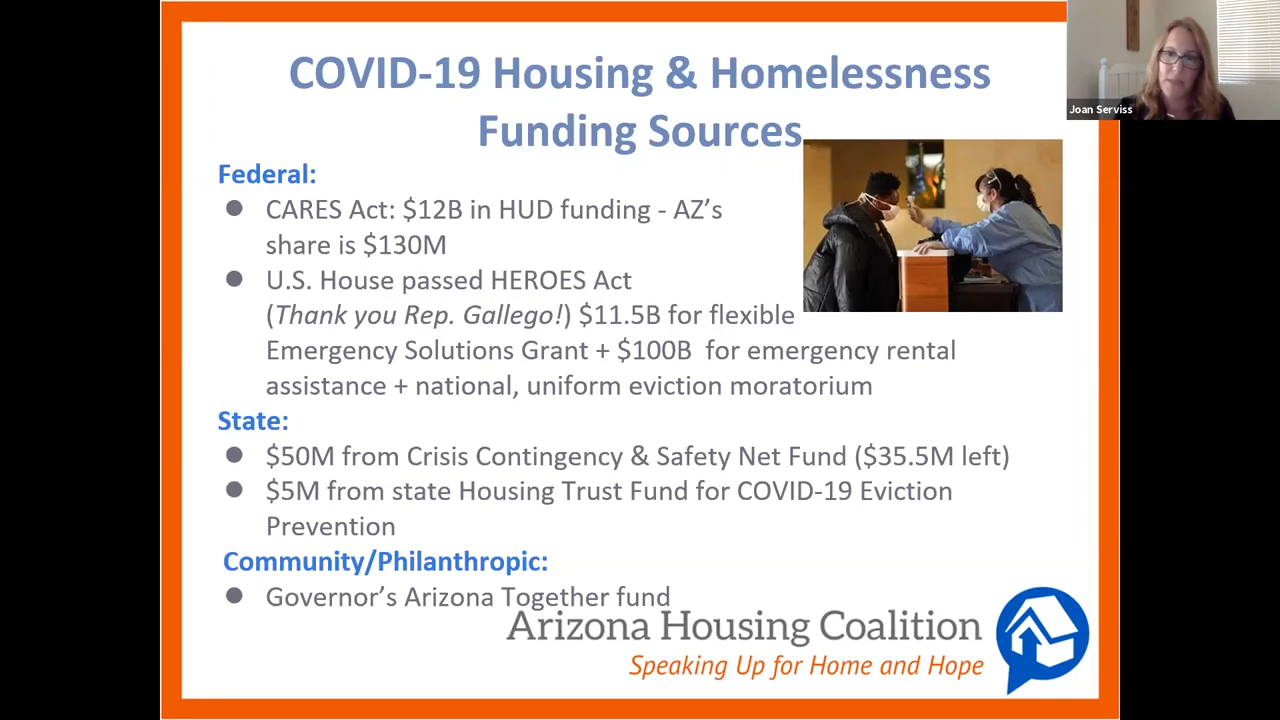 COVID-19 Housing & Homelessness
Funding Sources
Joan Serviss
Federal:
● CARES Act: $12B in HUD funding - AZ’s
share is $130M
● U.S. House passed HEROES Act
(Thank you Rep. Gallego!) $11.5B for flexible
Emergency Solutions Grant + $100B for emergency rental
assistance + national, uniform eviction moratorium
State:
● $50M from Crisis Contingency & Safety Net Fund ($35.5M left)
● $5M from state Housing Trust Fund for COVID-19 Eviction
Prevention
Community/Philanthropic:
● Governor’s Arizona Together fund
Arizona Housing Coalition
Speaking Up for Home and Hope